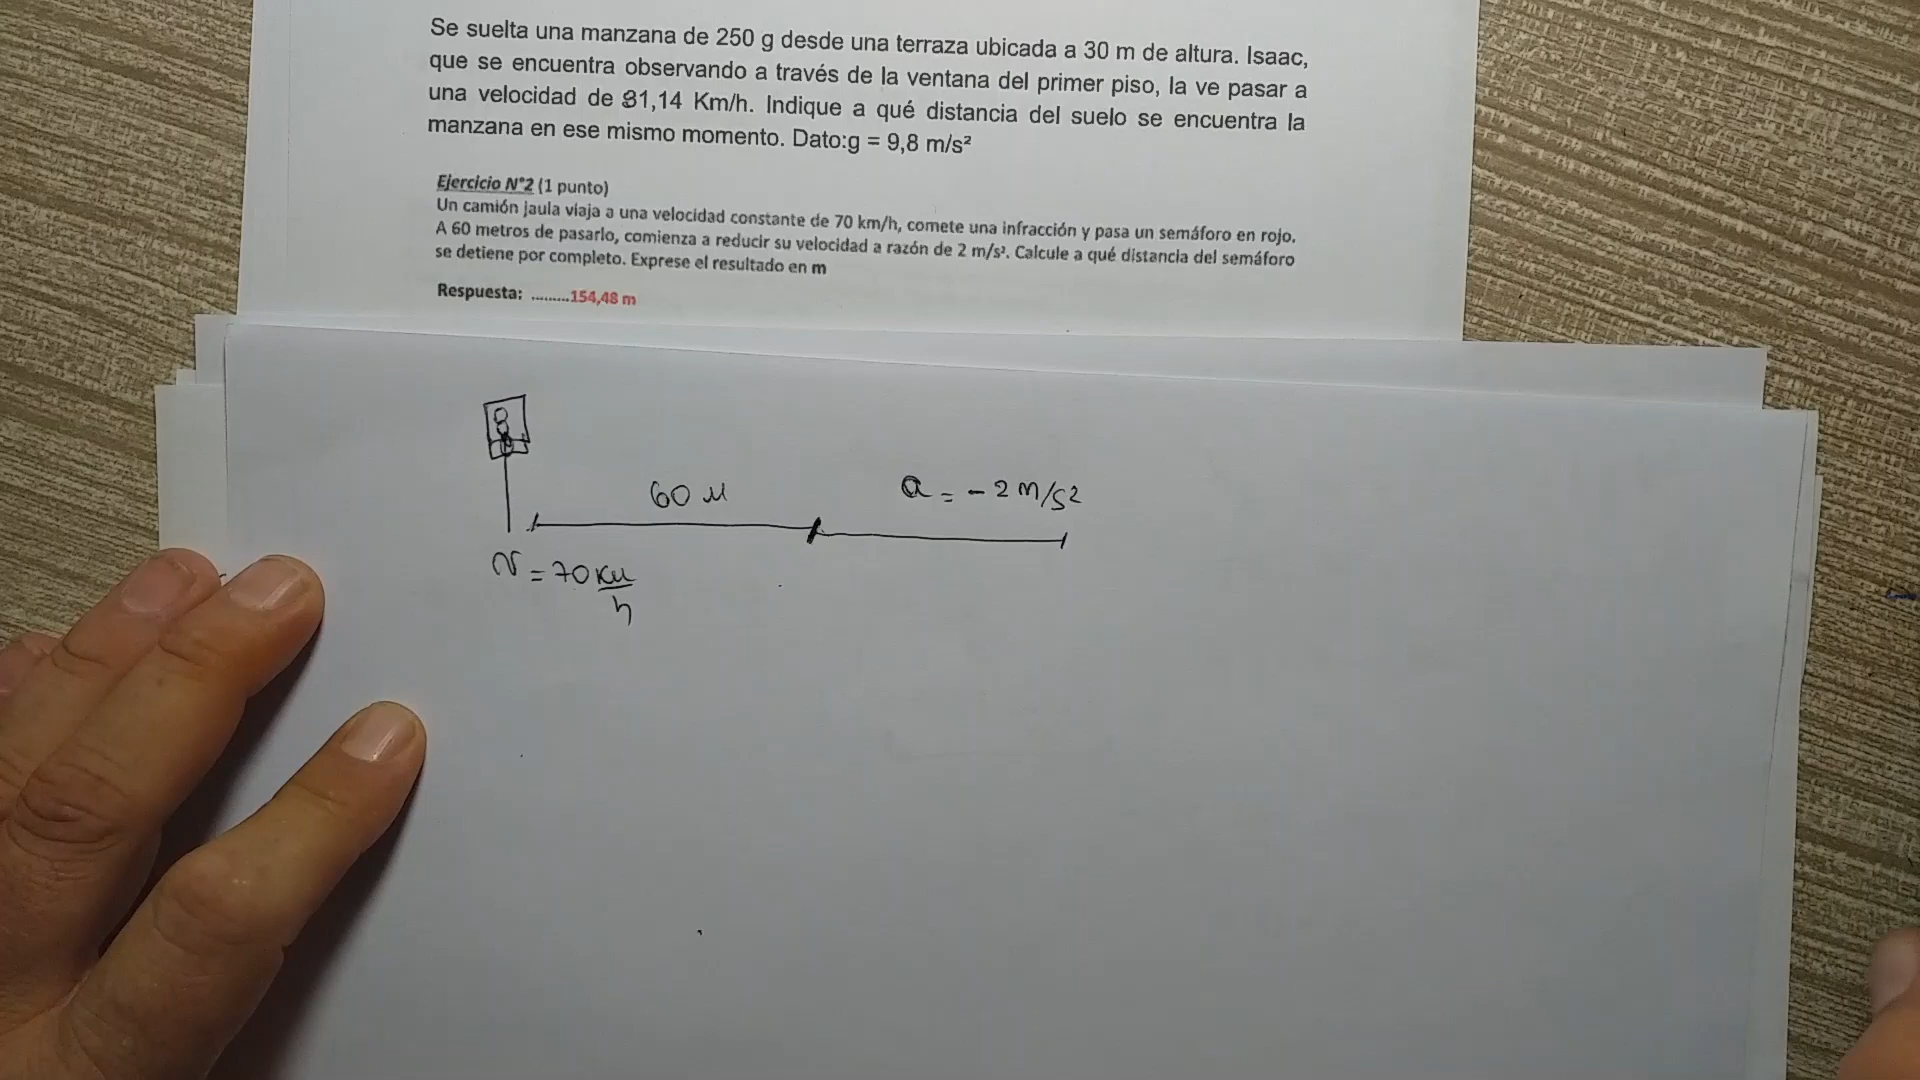 Se suelta una manzana de 250 g desde una terraza ubicada a 30 m de altura. Isaac,
que se encuentra observando a través de la ventana del primer piso, la ve pasar a
una velocidad de 81,14 Km/h. Indique a qué distancia del suelo se encuentra la
manzana en ese mismo momento. Dato:g = 9,8 m/s²
Ejercicio N°2 (1 punto)
Un camión jaula viaja a una velocidad constante de 70 km/h, comete una infracción y pasa un semáforo en rojo.
A 60 metros de pasarlo, comienza a reducir su velocidad a razón de 2 m/s². Calcule a qué distancia del semáforo
se detiene por completo. Exprese el resultado en m
Respuesta: .........154,48 m
60 M
a = - 2 m/s²
v = 70 KM/h